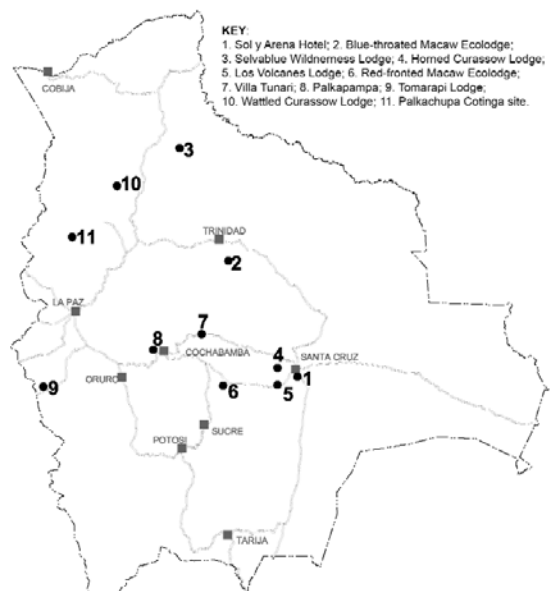 KEY:
1. Sol y Arena Hotel; 2. Blue-throated Macaw Ecolodge;
3. Selvablue Wildnerness Lodge; 4. Horned Curassow Lodge;
5. Los Volcanes Lodge; 6. Red-fronted Macaw Ecolodge;
7. Villa Tunari; 8. Palkapampa; 9. Tomarapi Lodge;
10. Wattled Curassow Lodge; 11. Palkachupa Cotinga site.
COBIJA
3
10
11
TRINIDAD
2
LA PAZ
7
8
COCHABAMBA
4
SANTA CRUZ
1
ORURO
9
6
5
SUCRE
POTOSI
TARIJA